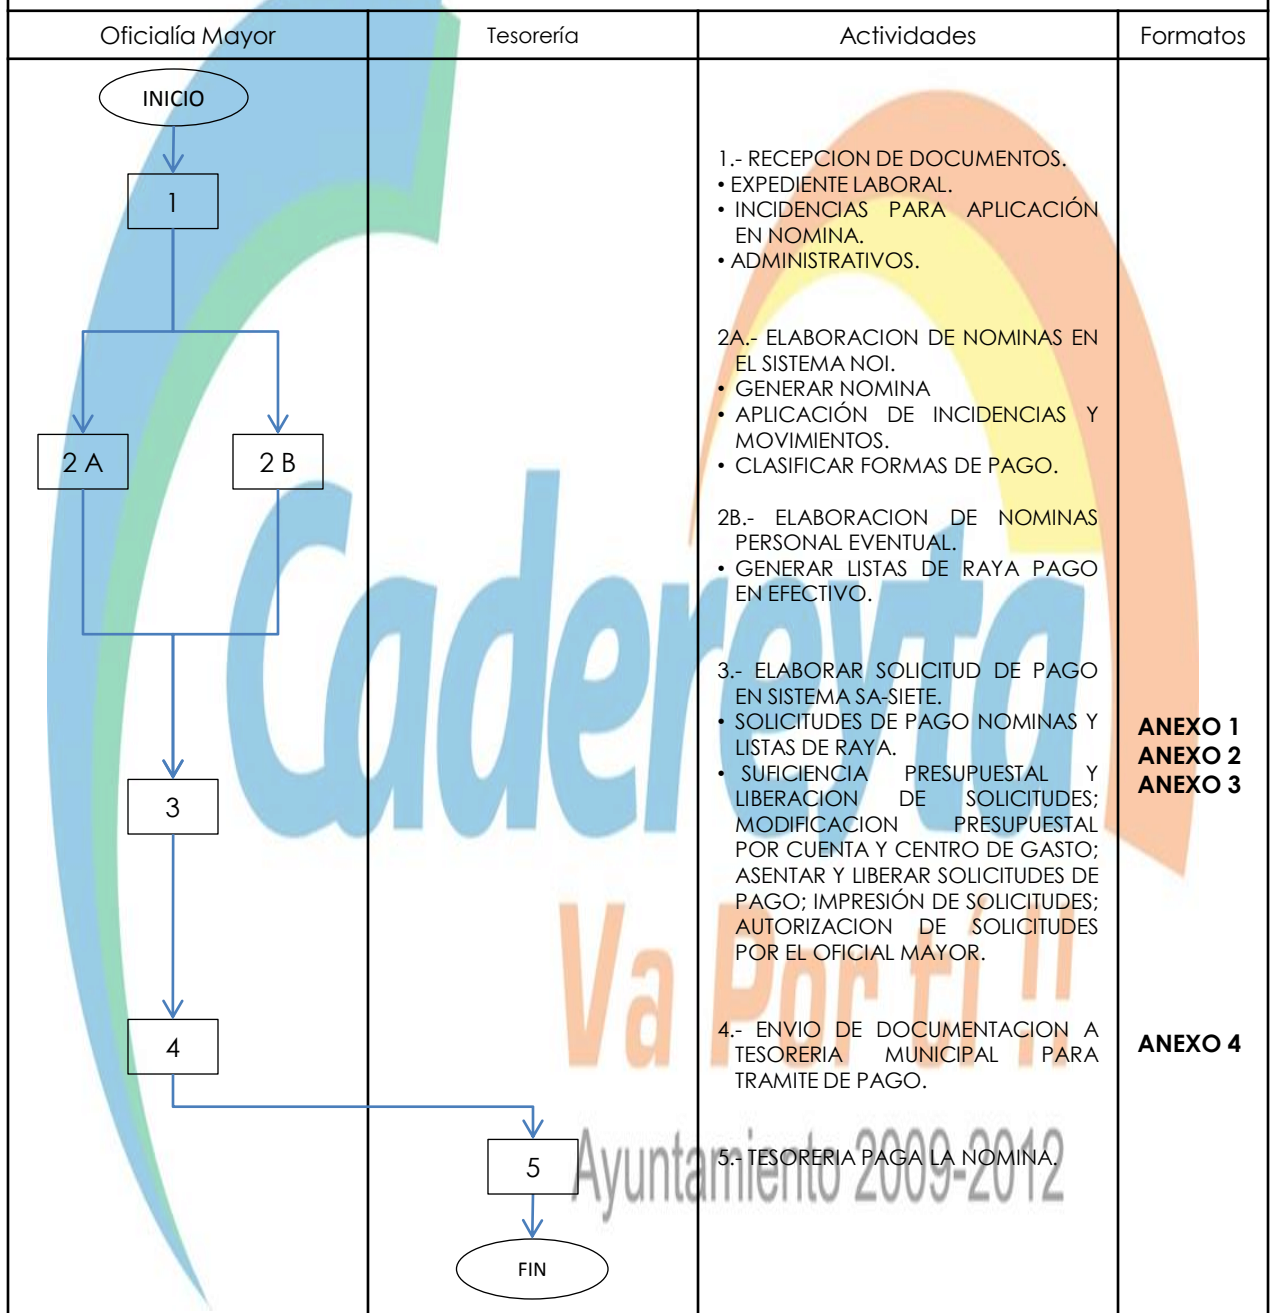 Oficialía Mayor
Tesorería
Actividades
Formatos
INICIO
1
2 A
2 B
3
4
5
FIN
1.- RECEPCION DE DOCUMENTOS.
• EXPEDIENTE LABORAL.
• INCIDENCIAS PARA APLICACIÓN
EN NOMINA.
• ADMINISTRATIVOS.
2A.- ELABORACION DE NOMINAS EN
EL SISTEMA NOI.
• GENERAR NOMINA
• APLICACIÓN DE INCIDENCIAS Y
MOVIMIENTOS.
• CLASIFICAR FORMAS DE PAGO.
2B.- ELABORACION DE NOMINAS
PERSONAL EVENTUAL.
• GENERAR LISTAS DE RAYA PAGO
EN EFECTIVO.
3.- ELABORAR SOLICITUD DE PAGO
EN SISTEMA SA-SIETE.
• SOLICITUDES DE PAGO NOMINAS Y
LISTAS DE RAYA.
• SUFICIENCIA PRESUPUESTAL Y
LIBERACION DE SOLICITUDES;
MODIFICACION PRESUPUESTAL
POR CUENTA Y CENTRO DE GASTO;
ASENTAR Y LIBERAR SOLICITUDES DE
PAGO; IMPRESIÓN DE SOLICITUDES;
AUTORIZACION DE SOLICITUDES
POR EL OFICIAL MAYOR.
4.- ENVIO DE DOCUMENTACION A
TESORERIA MUNICIPAL PARA
TRAMITE DE PAGO.
5.- TESORERIA PAGA LA NOMINA.
ANEXO 1
ANEXO 2
ANEXO 3
ANEXO 4
Cadereyta
Va Por tí !!
Ayuntamiento 2009-2012